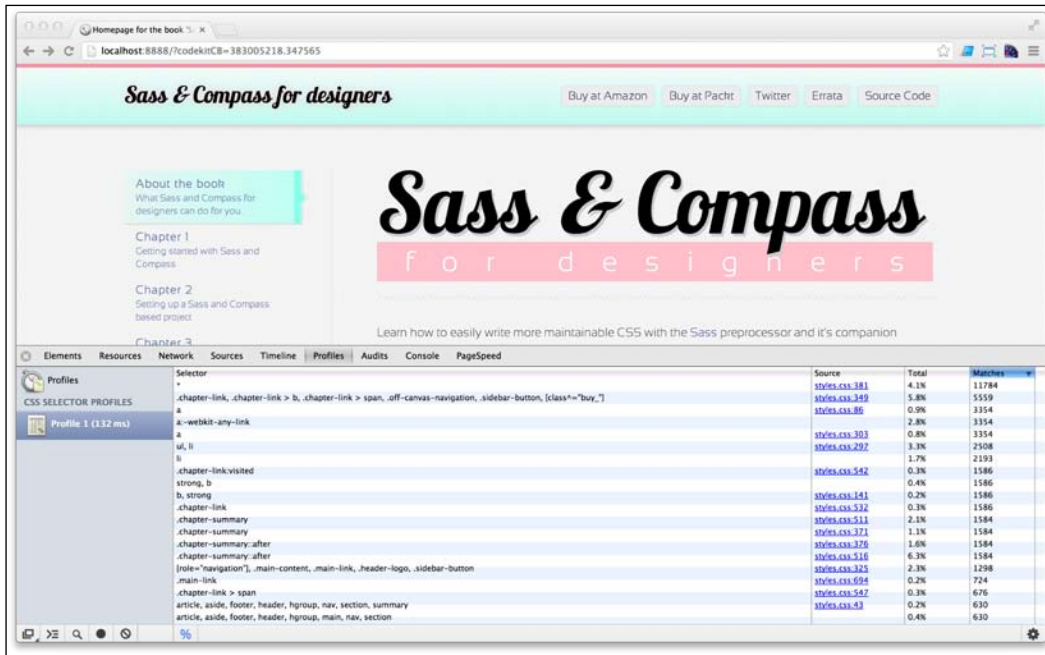 Homepage for the book 'S
localhost:8888/?codekitCB=383005218.347565
Sass & Compass for designers
Buy at Amazon Buy at Packt Twitter Errata Source Code
About the book
What Sass and Compass for
designers can do for you.
Chapter 1
Getting started with Sass and
Compass
Chapter 2
Setting up a Sass and Compass
based project
Chapter 3
Sass & Compass
for designers
Learn how to easily write more maintainable CSS with the Sass preprocessor and it's companion
Elements Resources Network Sources Timeline Profiles Audits Console PageSpeed
Profiles
CSS SELECTOR PROFILES
Profile 1 (132 ms)
Selector Source Total Matches
* styles.css:381 4.1% 11784
.chapter-link, .chapter-link > b, .chapter-link > span, .off-canvas-navigation, .sidebar-button, [class^="buy_"] styles.css:349 5.8% 5559
a styles.css:86 0.9% 3354
a:-webkit-any-link 2.8% 3354
a styles.css:303 0.8% 3354
ul, li styles.css:297 3.3% 2508
li 1.7% 2193
.chapter-link:visited styles.css:542 0.3% 1586
strong, b 0.4% 1586
b, strong styles.css:141 0.2% 1586
.chapter-link styles.css:532 0.3% 1586
.chapter-summary styles.css:511 2.1% 1584
.chapter-summary styles.css:371 1.1% 1584
.chapter-summary::after styles.css:376 1.6% 1584
.chapter-summary::after styles.css:516 6.3% 1584
[role="navigation"], .main-content, .main-link, .header-logo, .sidebar-button styles.css:325 2.3% 1298
.main-link styles.css:694 0.2% 724
.chapter-link > span styles.css:547 0.3% 676
article, aside, footer, header, hgroup, nav, section, summary styles.css:43 0.2% 630
article, aside, footer, header, hgroup, main, nav, section 0.4% 630
%